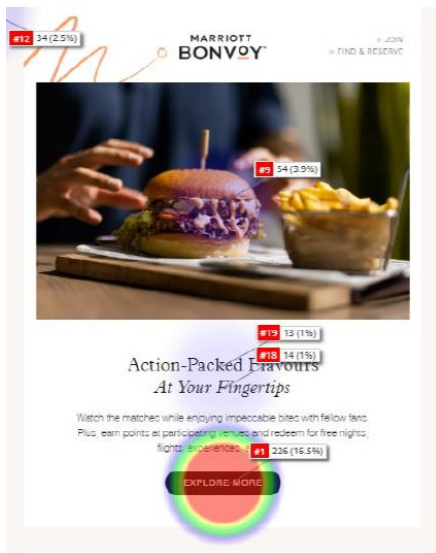 #12 34 (2.5%)
MARRIOTT
BONVOY
JOIN
FIND & RESERVE
#9 54 (3.9%)
#19 13 (1%)
#18 14 (1%)
Action-Packed Flavours
At Your Fingertips
Watch the matches while enjoying impeccable bites with fellow fans.
Plus, earn points at participating venues and redeem for free nights,
flights, experiences,
#1 226 (16.5%)
EXPLORE MORE